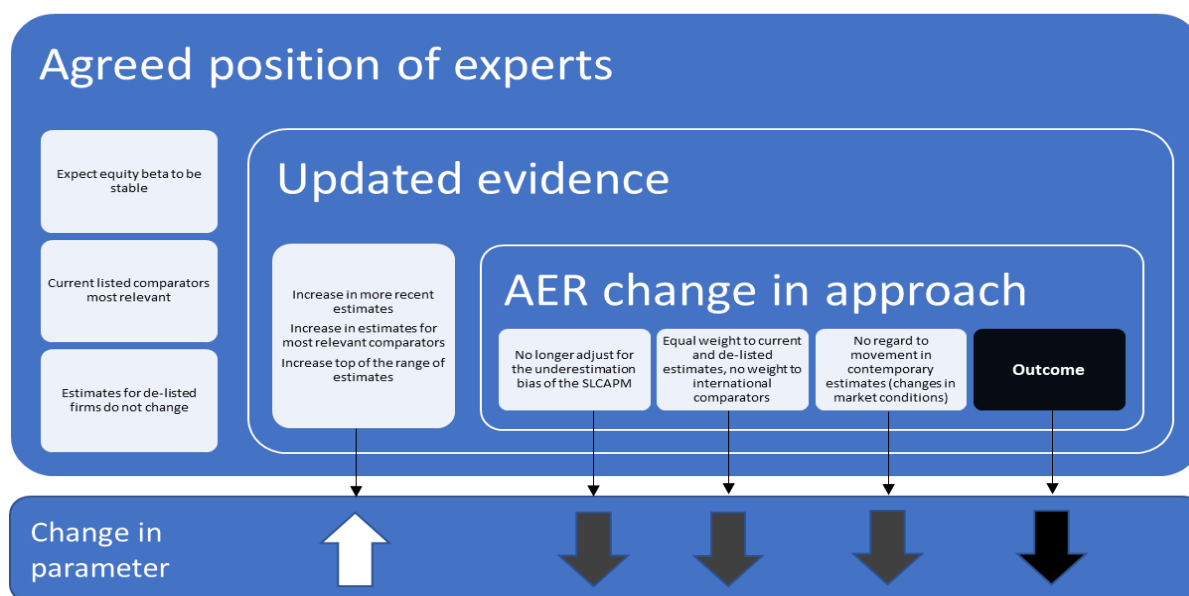 Agreed position of experts
Expect equity beta to be
stable
Current listed comparators
most relevant
Estimates for de-listed
firms do not change
Updated evidence
Increase in more recent
estimates
Increase in estimates for
most relevant comparators
Increase top of the range of
estimates
AER change in approach
No longer adjust for
the underestimation
bias of the SLCAPM
Equal weight to current
and de-listed
estimates, no weight to
international
comparators
No regard to
movement in
contemporary
estimates (changes in
market conditions)
Outcome
Change in
parameter